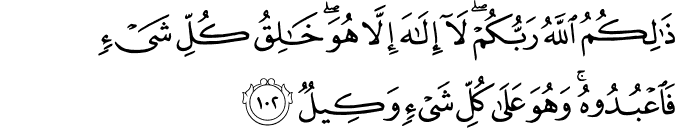 ذَٰلِكُمُ ٱللَّهُ رَبُّكُمْ ۖ لَآ إِلَٰهَ إِلَّا هُوَ ۖ خَٰلِقُ كُلِّ شَىْءٍ
فَٱعْبُدُوهُ ۚ وَهُوَ عَلَىٰ كُلِّ شَىْءٍ وَكِيلٌ ١٠٢